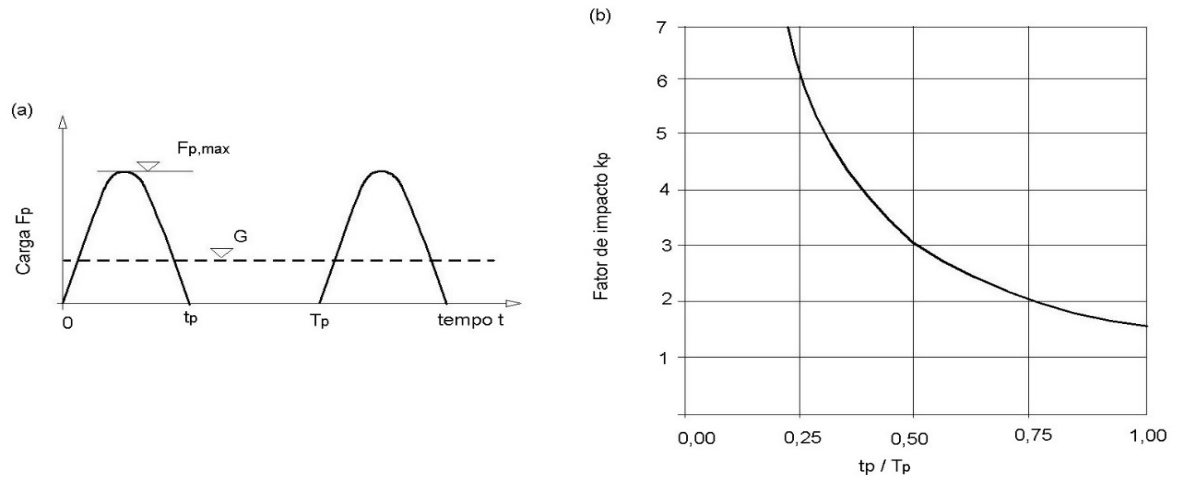 (a)
Carga Fp
Fp,max
G
0
tp
Tp
tempo t
(b)
Fator de impacto kp
7
6
5
4
3
2
1
0,00
0,25
0,50
0,75
1,00
tp / Tp